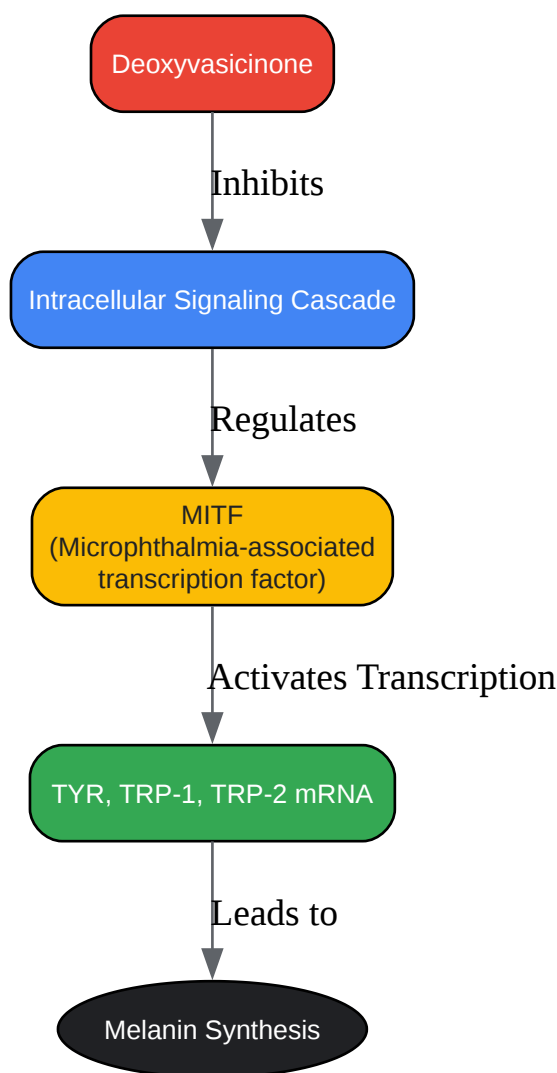 Deoxyvasicinone
Inhibits
Intracellular Signaling Cascade
Regulates
MITF
(Microphthalmia-associated
transcription factor)
Activates Transcription
TYR, TRP-1, TRP-2 mRNA
Leads to
Melanin Synthesis